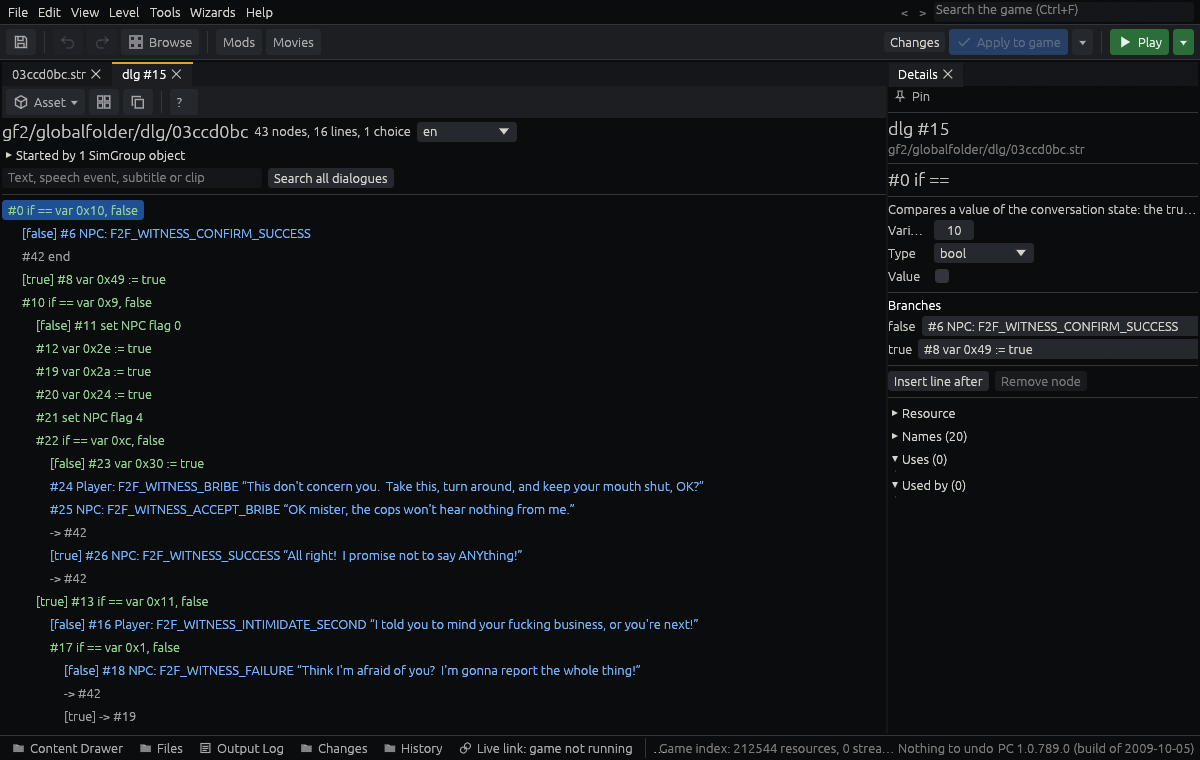 File Edit View Level Tools Wizards Help
< > Search the game (Ctrl+F)
Browse Mods Movies Changes Apply to game Play
03ccd0bc.str dlg #15
Details
Asset ?
Pin
gf2/globalfolder/dlg/03ccd0bc 43 nodes, 16 lines, 1 choice en
Started by 1 SimGroup object
Text, speech event, subtitle or clip Search all dialogues
#0 if == var 0x10, false
[false] #6 NPC: F2F_WITNESS_CONFIRM_SUCCESS
#42 end
[true] #8 var 0x49 := true
#10 if == var 0x9, false
[false] #11 set NPC flag 0
#12 var 0x2e := true
#19 var 0x2a := true
#20 var 0x24 := true
#21 set NPC flag 4
#22 if == var 0xc, false
[false] #23 var 0x30 := true
#24 Player: F2F_WITNESS_BRIBE “This don't concern you.  Take this, turn around, and keep your mouth shut, OK?”
#25 NPC: F2F_WITNESS_ACCEPT_BRIBE “OK mister, the cops won't hear nothing from me.”
-> #42
[true] #26 NPC: F2F_WITNESS_SUCCESS “All right!  I promise not to say ANYthing!”
-> #42
[true] #13 if == var 0x11, false
[false] #16 Player: F2F_WITNESS_INTIMIDATE_SECOND “I told you to mind your fucking business, or you're next!”
#17 if == var 0x1, false
[false] #18 NPC: F2F_WITNESS_FAILURE “Think I'm afraid of you?  I'm gonna report the whole thing!”
-> #42
[true] -> #19
dlg #15
gf2/globalfolder/dlg/03ccd0bc.str
#0 if ==
Compares a value of the conversation state: the tru…
Vari… 10
Type bool
Value
Branches
false #6 NPC: F2F_WITNESS_CONFIRM_SUCCESS
true #8 var 0x49 := true
Insert line after Remove node
Resource
Names (20)
Uses (0)
Used by (0)
Content Drawer Files Output Log Changes History Live link: game not running …Game index: 212544 resources, 0 strea… Nothing to undo PC 1.0.789.0 (build of 2009-10-05)